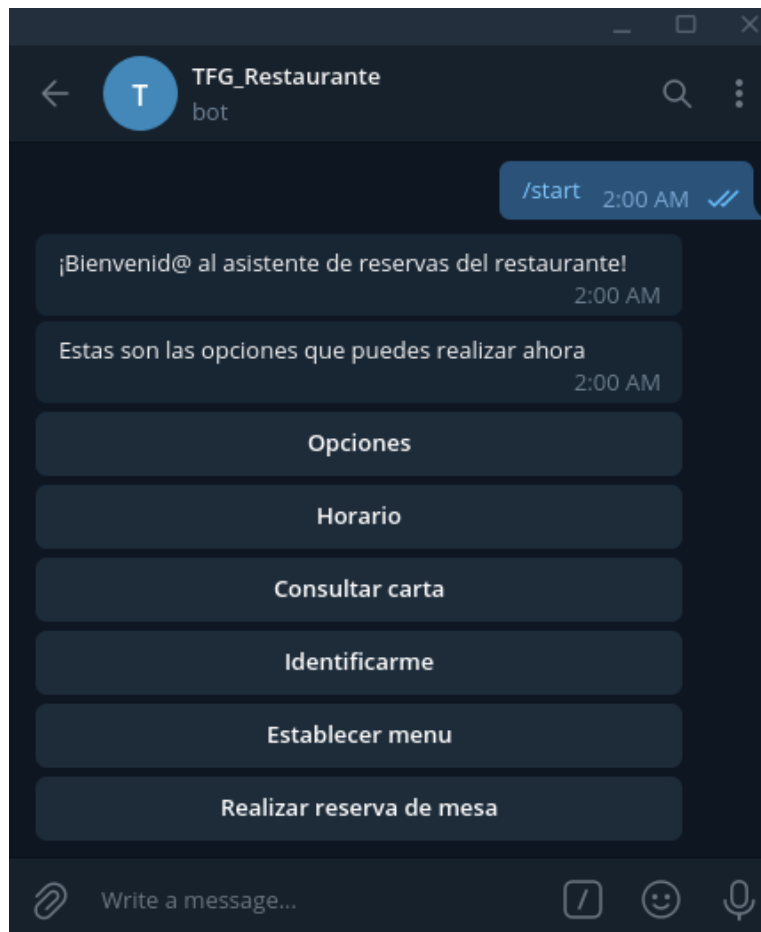 T
TFG_Restaurante
bot
/start 2:00 AM
¡Bienvenid@ al asistente de reservas del restaurante!
2:00 AM
Estas son las opciones que puedes realizar ahora
2:00 AM
Opciones
Horario
Consultar carta
Identificarme
Establecer menu
Realizar reserva de mesa
Write a message...
/